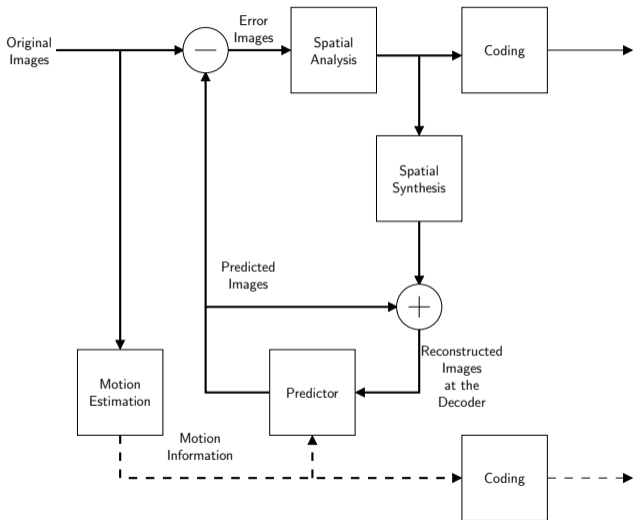 Original
Images
Error
Images
Spatial
Analysis
Coding
Spatial
Synthesis
Predicted
Images
Reconstructed
Images
at the
Decoder
Motion
Estimation
Predictor
Motion
Information
Coding